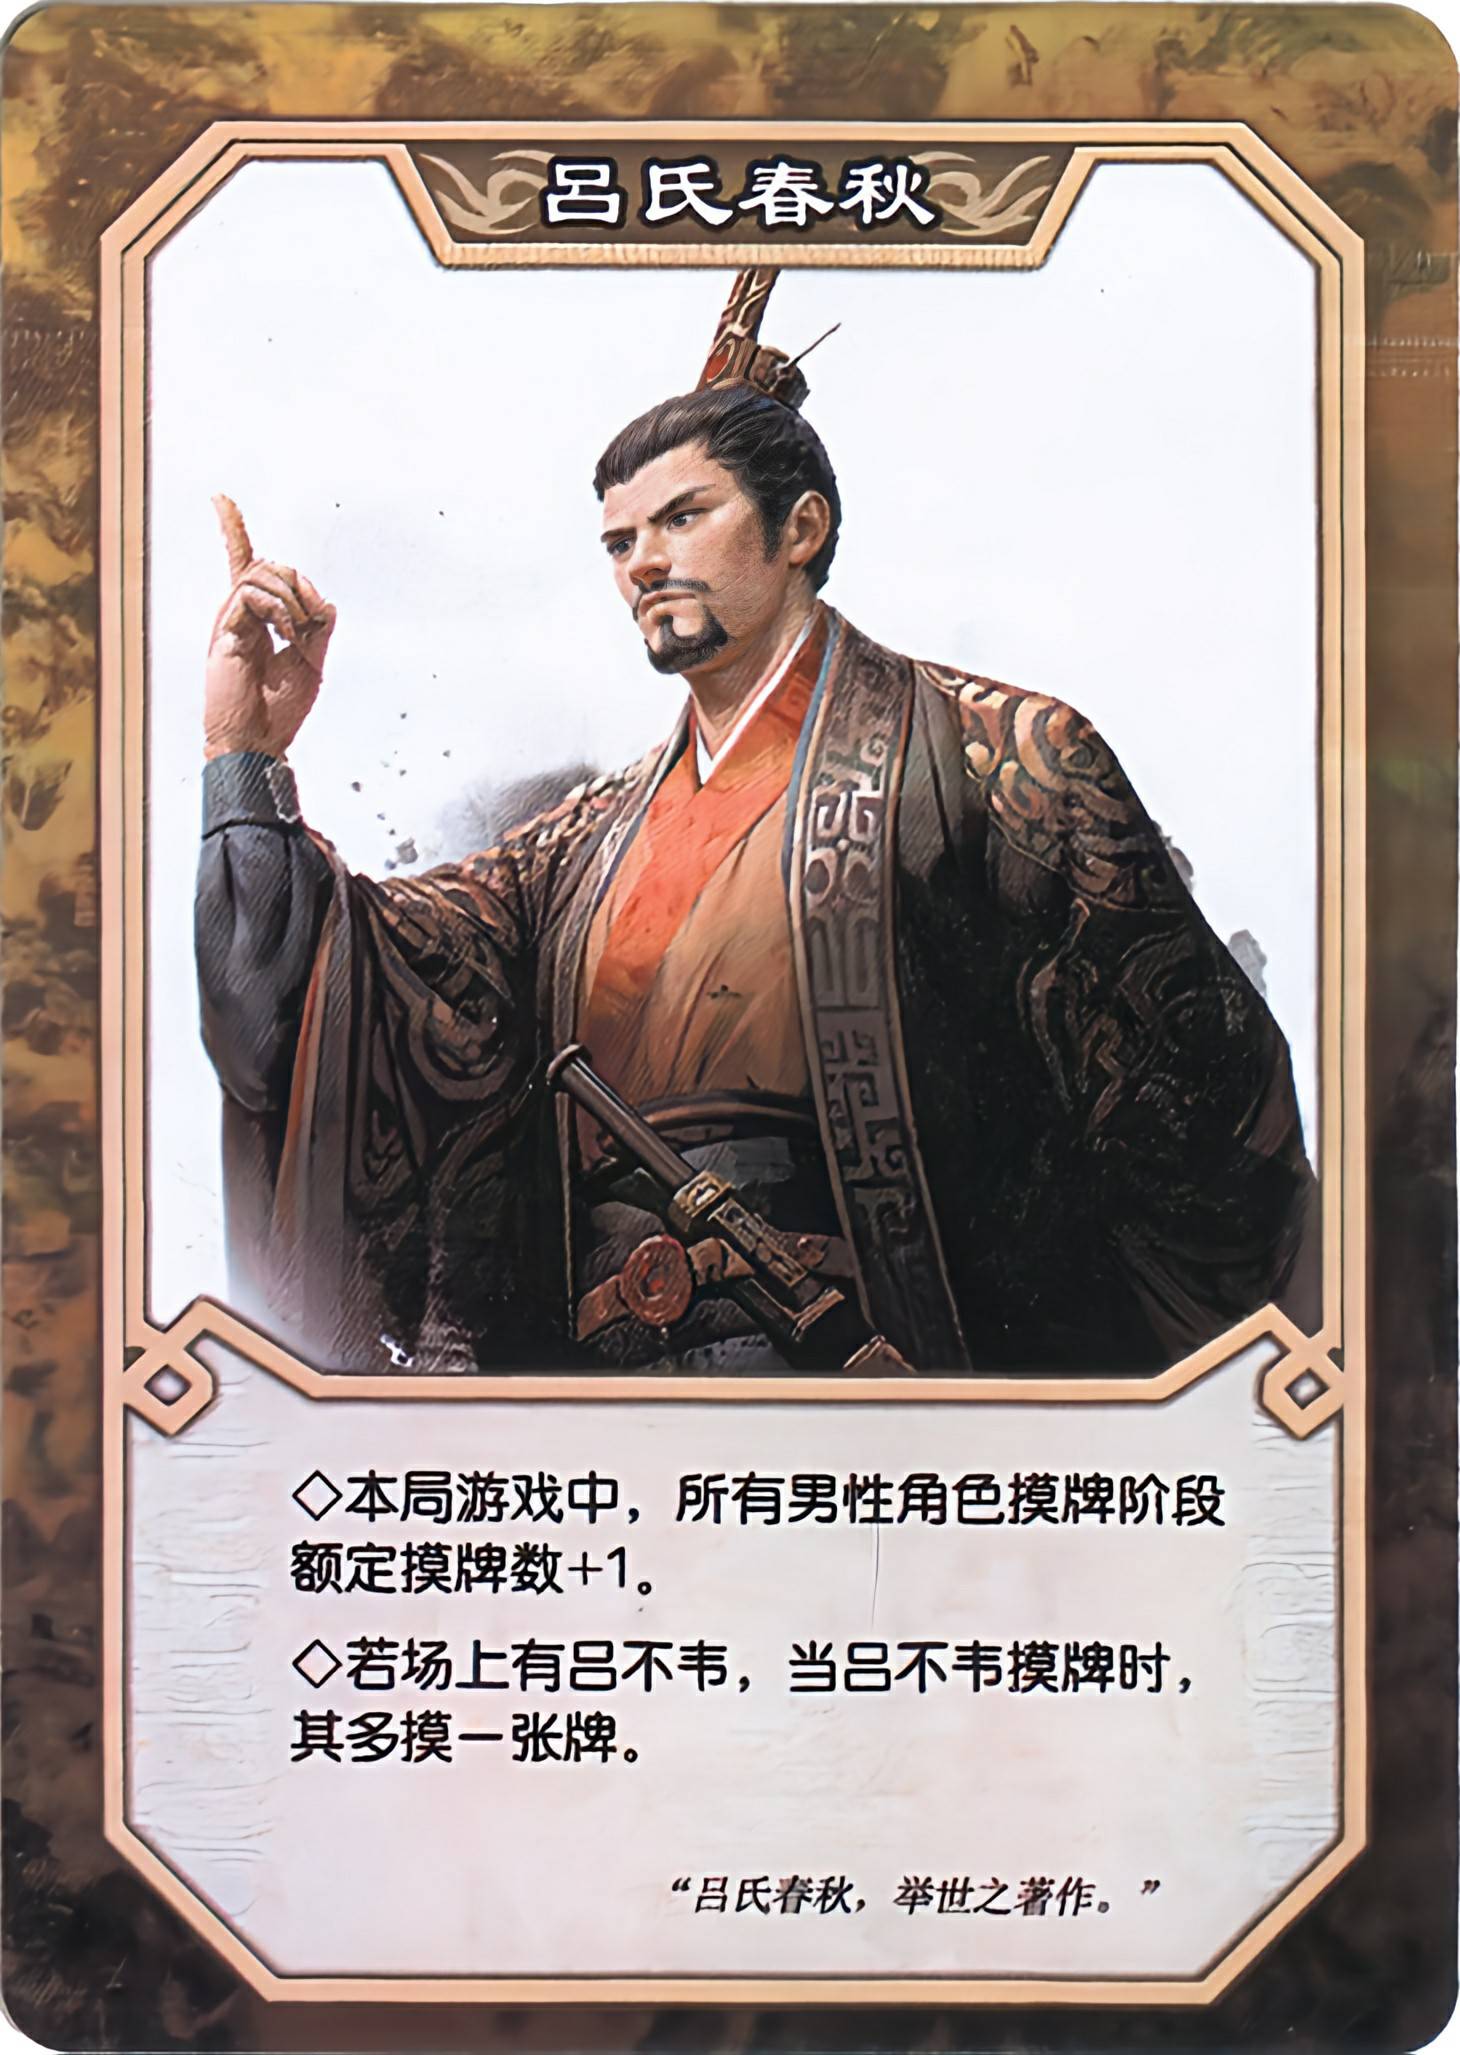 吕氏春秋
◇本局游戏中，所有男性角色摸牌阶段
额定摸牌数+1。
◇若场上有吕不韦，当吕不韦摸牌时，
其多摸一张牌。
“吕氏春秋，举世之著作。”